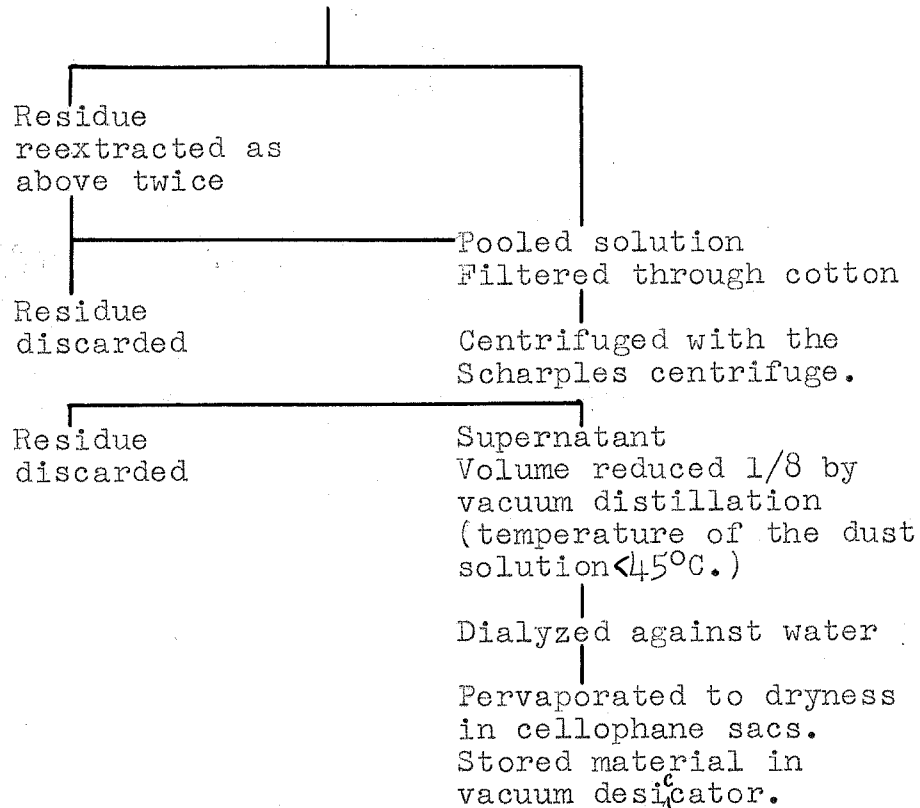 Residue
reextracted as
above twice
Pooled solution
Filtered through cotton
Residue
discarded
Centrifuged with the
Scharples centrifuge.
Residue
discarded
Supernatant
Volume reduced 1/8 by
vacuum distillation
(temperature of the dust
solution<45°C.)
Dialyzed against water
Pervaporated to dryness
in cellophane sacs.
Stored material in
vacuum desiccator.